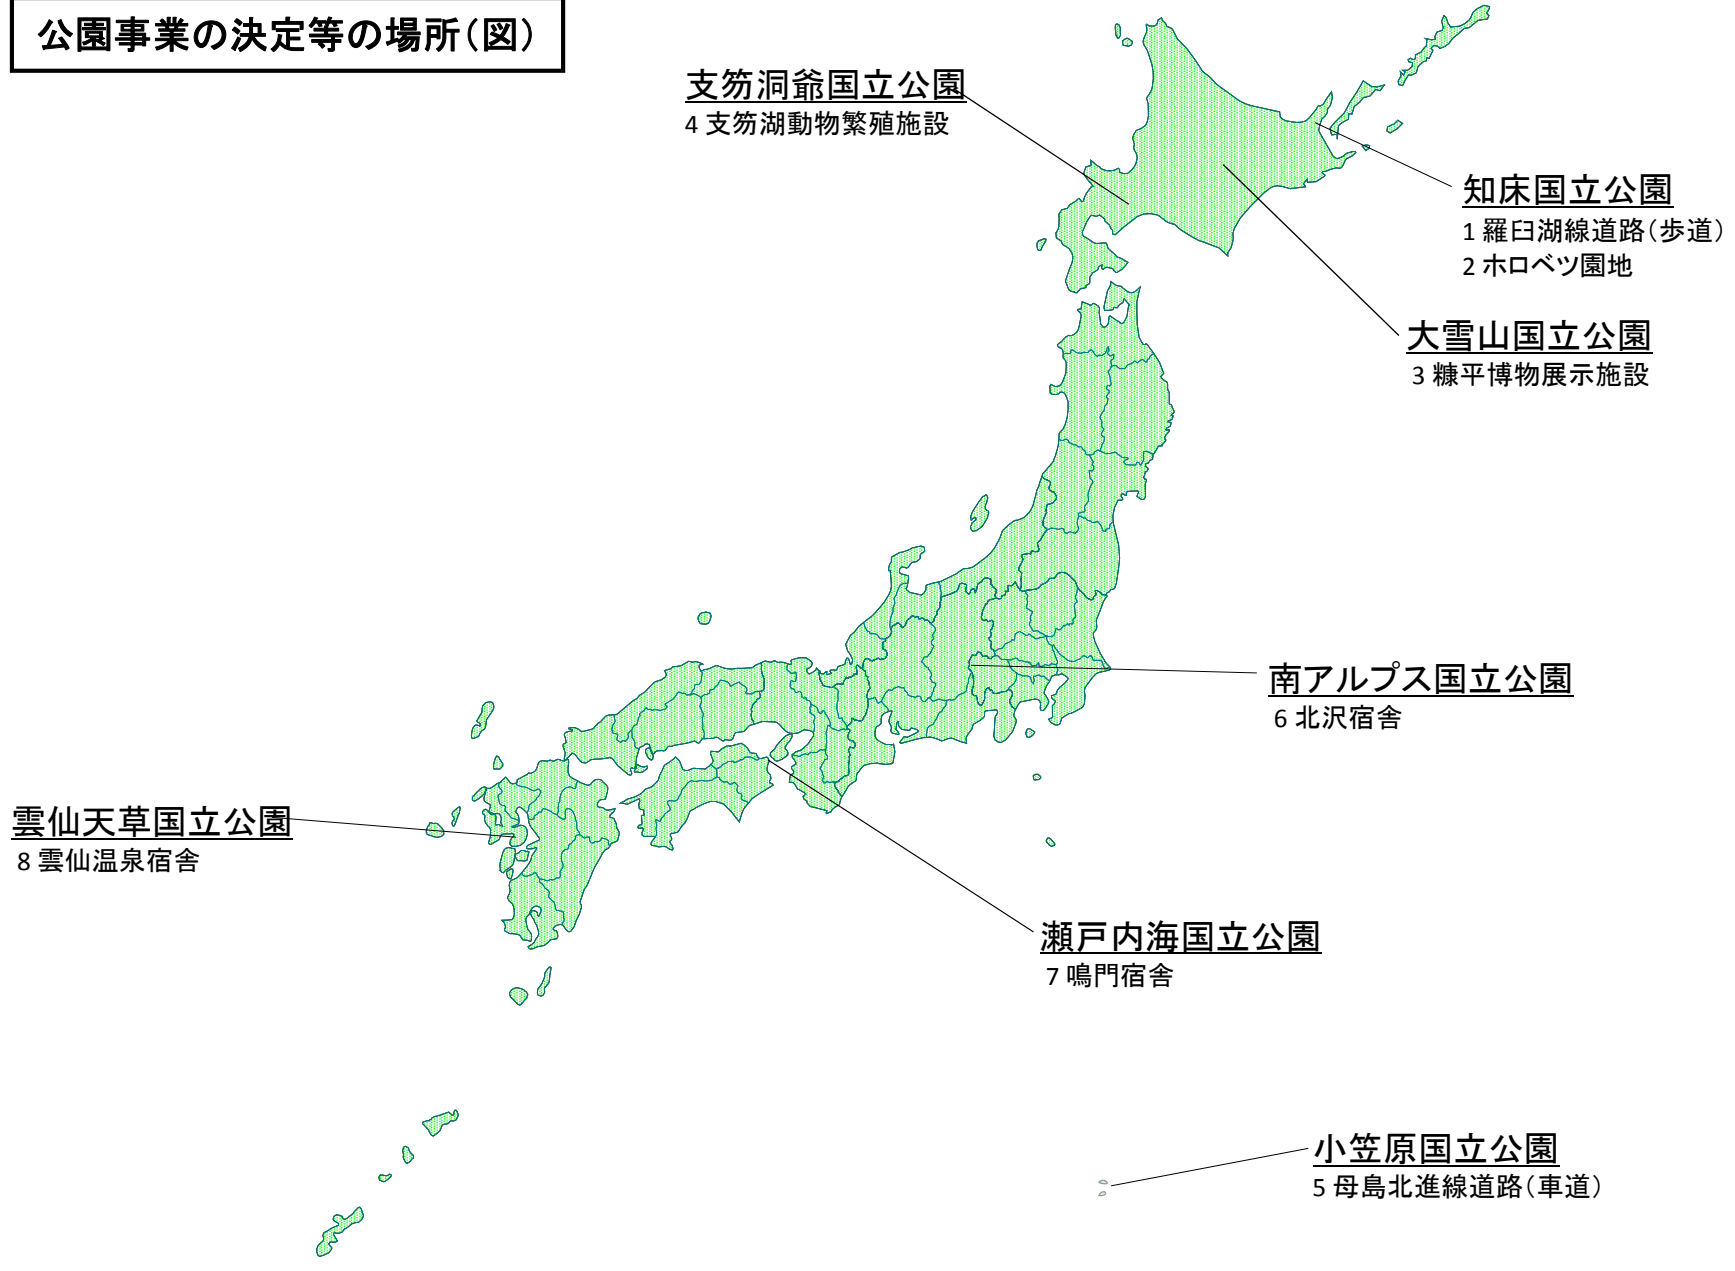 公園事業の決定等の場所(図)
支笏洞爺国立公園
4 支笏湖動物繁殖施設
知床国立公園
1 羅臼湖線道路(歩道)
2 ホロベツ園地
大雪山国立公園
3 糠平博物展示施設
南アルプス国立公園
6 北沢宿舎
雲仙天草国立公園
8 雲仙温泉宿舎
瀬戸内海国立公園
7 鳴門宿舎
小笠原国立公園
5 母島北進線道路(車道)